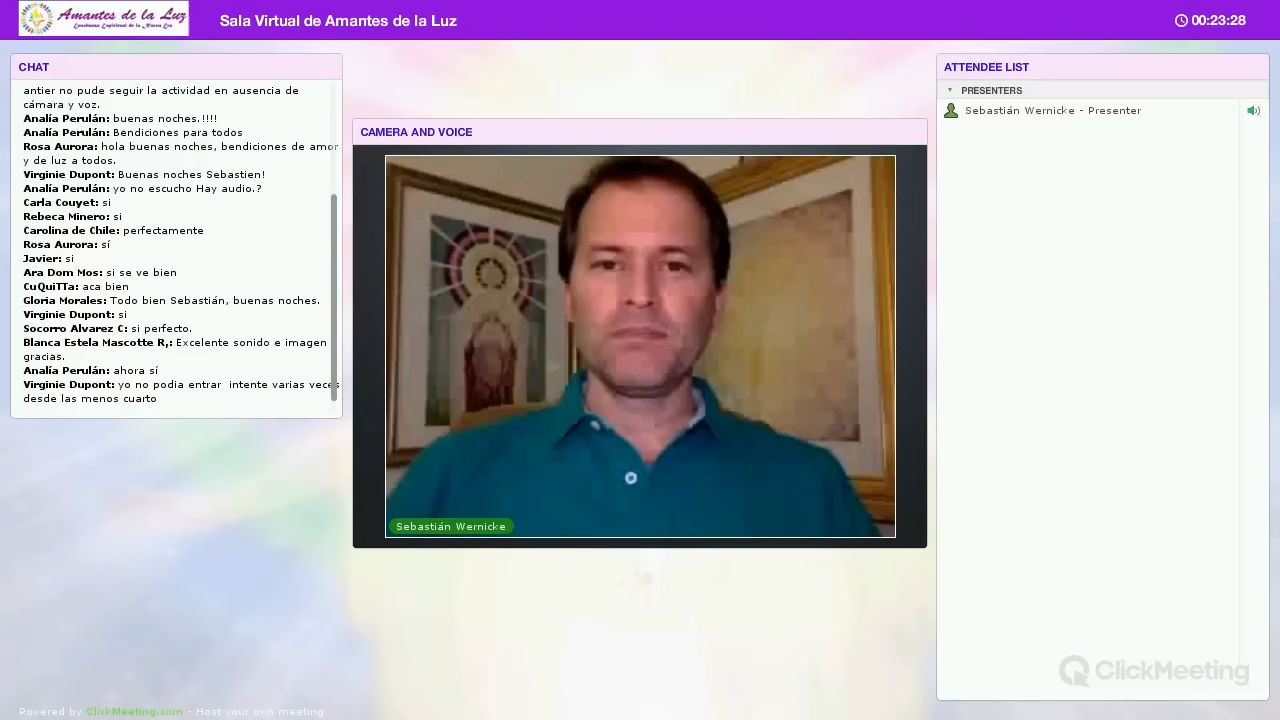 Amantes de la Luz
Enseñanza Espiritual de la Nueva Era
Sala Virtual de Amantes de la Luz
00:23:28
CHAT
antier no pude seguir la actividad en ausencia de
cámara y voz.
Analía Perulán: buenas noches.!!!!
Analía Perulán: Bendiciones para todos
Rosa Aurora: hola buenas noches, bendiciones de amor
y de luz a todos.
Virginie Dupont: Buenas noches Sebastien!
Analía Perulán: yo no escucho Hay audio.?
Carla Couyet: si
Rebeca Minero: si
Carolina de Chile: perfectamente
Rosa Aurora: sí
Javier: si
Ara Dom Mos: si se ve bien
CuQuiTTa: aca bien
Gloria Morales: Todo bien Sebastián, buenas noches.
Virginie Dupont: si
Socorro Alvarez C: si perfecto.
Blanca Estela Mascotte R,: Excelente sonido e imagen
gracias.
Analía Perulán: ahora sí
Virginie Dupont: yo no podia entrar  intente varias veces
desde las menos cuarto
CAMERA AND VOICE
Sebastián Wernicke
ATTENDEE LIST
PRESENTERS
Sebastián Wernicke - Presenter
ClickMeeting
Powered by ClickMeeting.com - Host your own meeting